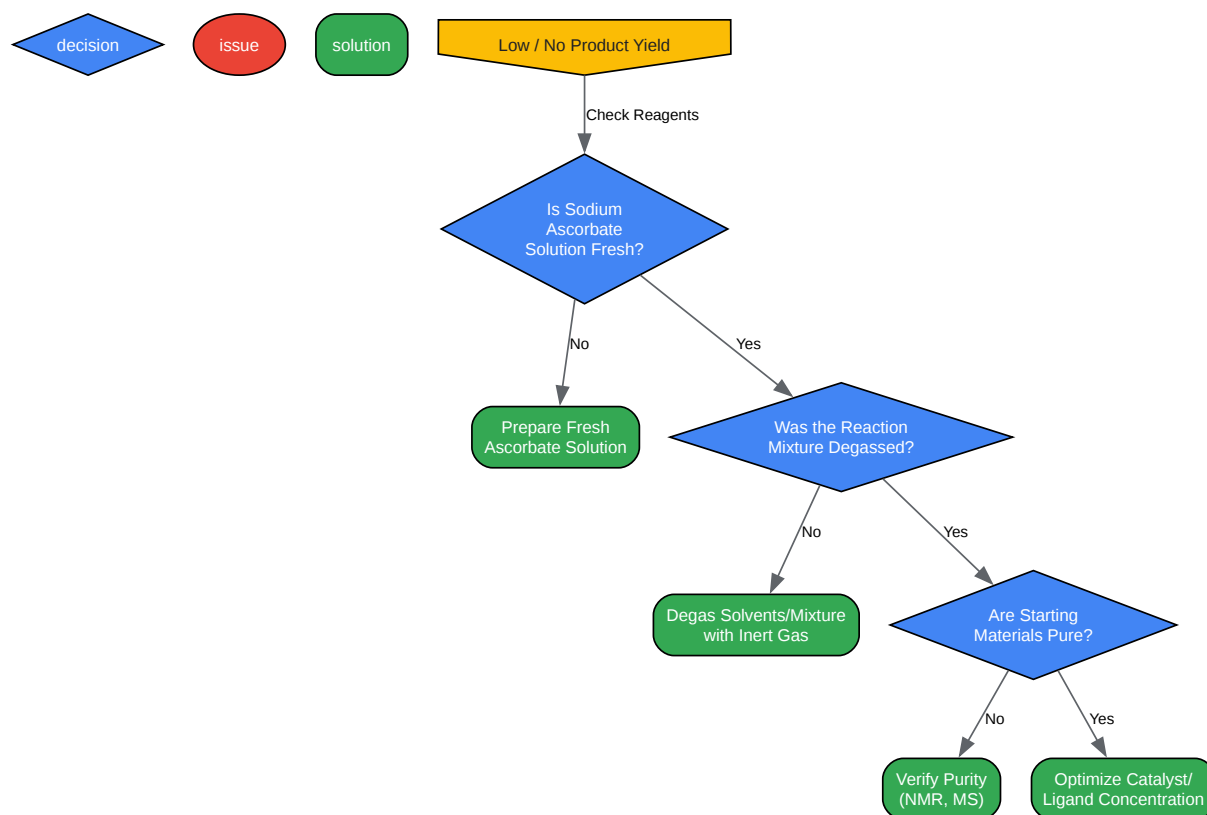 decision
issue
solution
Low / No Product Yield
Check Reagents
Is Sodium
Ascorbate
Solution Fresh?
No
Yes
Prepare Fresh
Ascorbate Solution
Was the Reaction
Mixture Degassed?
No
Yes
Degas Solvents/Mixture
with Inert Gas
Are Starting
Materials Pure?
No
Yes
Verify Purity
(NMR, MS)
Optimize Catalyst/
Ligand Concentration